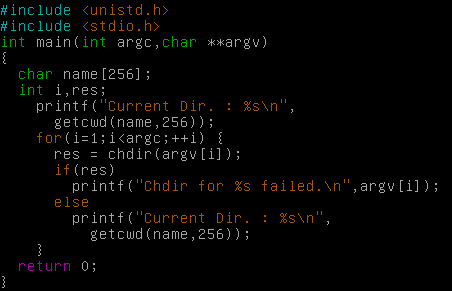 #include <unistd.h>
#include <stdio.h>
int main(int argc,char **argv)
{
  char name[256];
  int i,res;
    printf("Current Dir. : %s\n",
      getcwd(name,256));
    for(i=1;i<argc;++i) {
      res = chdir(argv[i]);
      if(res)
        printf("Chdir for %s failed.\n",argv[i]);
      else
        printf("Current Dir. : %s\n",
          getcwd(name,256));
    }
  return 0;
}